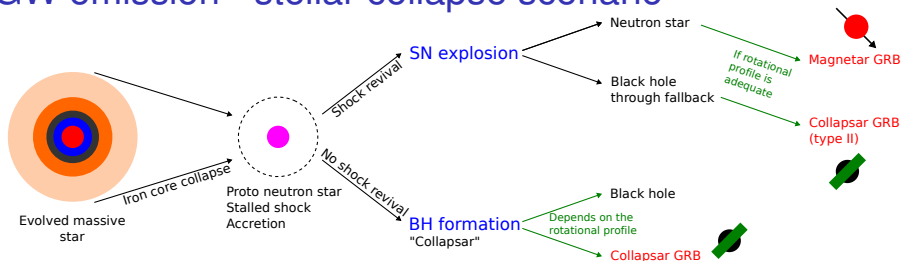 GW emission - stellar collapse scenario
Evolved massive
star
Iron core collapse
Proto neutron star
Stalled shock
Accretion
Shock revival
No shock revival
SN explosion
Neutron star
Black hole
through fallback
If rotational
profile is
adequate
Magnetar GRB
Collapsar GRB
(type II)
BH formation
"Collapsar"
Black hole
Depends on the
rotational profile
Collapsar GRB